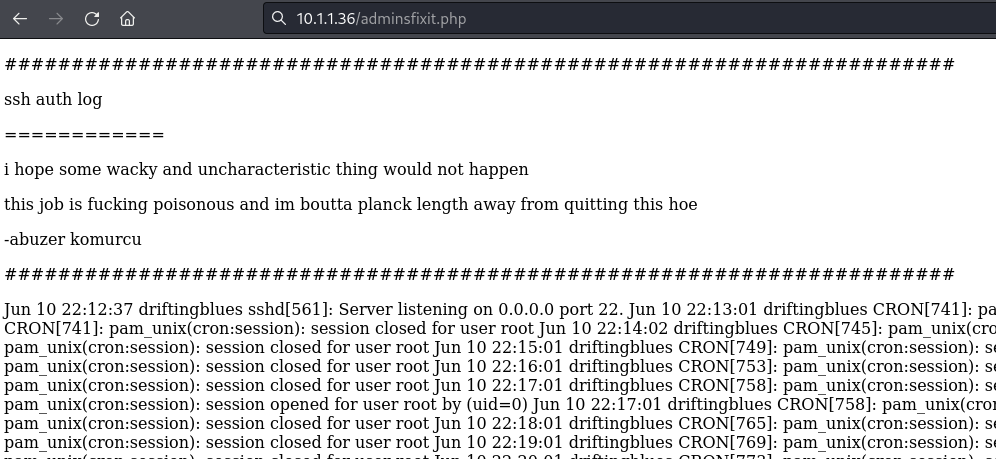 10.1.1.36/adminsfixit.php
#######################################################################
ssh auth log
============
i hope some wacky and uncharacteristic thing would not happen
this job is fucking poisonous and im boutta planck length away from quitting this hoe
-abuzer komurcu
#######################################################################
Jun 10 22:12:37 driftingblues sshd[561]: Server listening on 0.0.0.0 port 22. Jun 10 22:13:01 driftingblues CRON[741]: pa
CRON[741]: pam_unix(cron:session): session closed for user root Jun 10 22:14:02 driftingblues CRON[745]: pam_unix(cro
pam_unix(cron:session): session closed for user root Jun 10 22:15:01 driftingblues CRON[749]: pam_unix(cron:session): se
pam_unix(cron:session): session closed for user root Jun 10 22:16:01 driftingblues CRON[753]: pam_unix(cron:session): se
pam_unix(cron:session): session closed for user root Jun 10 22:17:01 driftingblues CRON[758]: pam_unix(cron:session): se
pam_unix(cron:session): session opened for user root by (uid=0) Jun 10 22:17:01 driftingblues CRON[758]: pam_unix(cron
pam_unix(cron:session): session closed for user root Jun 10 22:18:01 driftingblues CRON[765]: pam_unix(cron:session): se
pam_unix(cron:session): session closed for user root Jun 10 22:19:01 driftingblues CRON[769]: pam_unix(cron:session): se